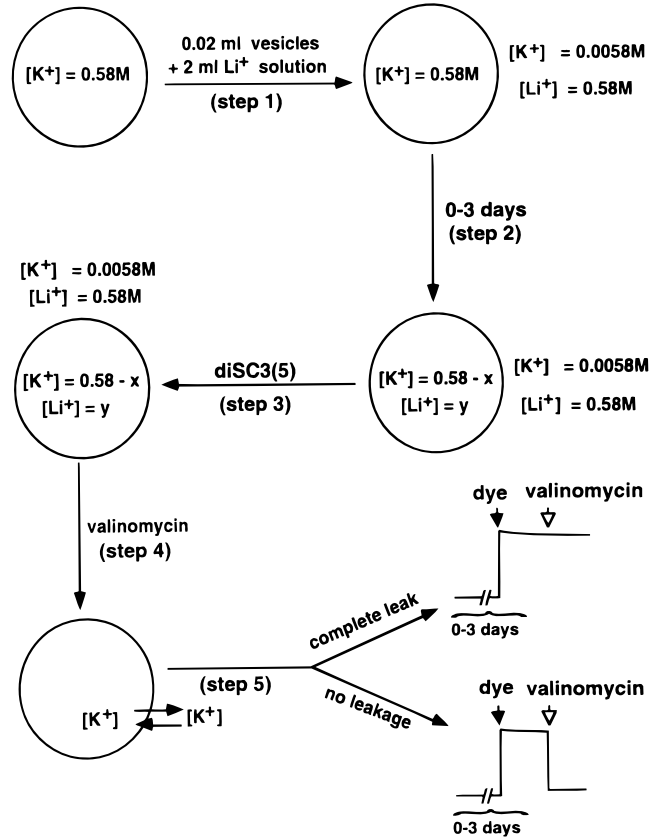 [K+] = 0.58M
0.02 ml vesicles
+ 2 ml Li+ solution
(step 1)
[K+] = 0.58M
[K+] = 0.0058M
[Li+] = 0.58M
0-3 days
(step 2)
[K+] = 0.0058M
[Li+] = 0.58M
[K+] = 0.58 - x
[Li+] = y
diSC3(5)
(step 3)
[K+] = 0.58 - x
[Li+] = y
[K+] = 0.0058M
[Li+] = 0.58M
valinomycin
(step 4)
[K+]
[K+]
(step 5)
complete leak
no leakage
dye
valinomycin
0-3 days
dye
valinomycin
0-3 days